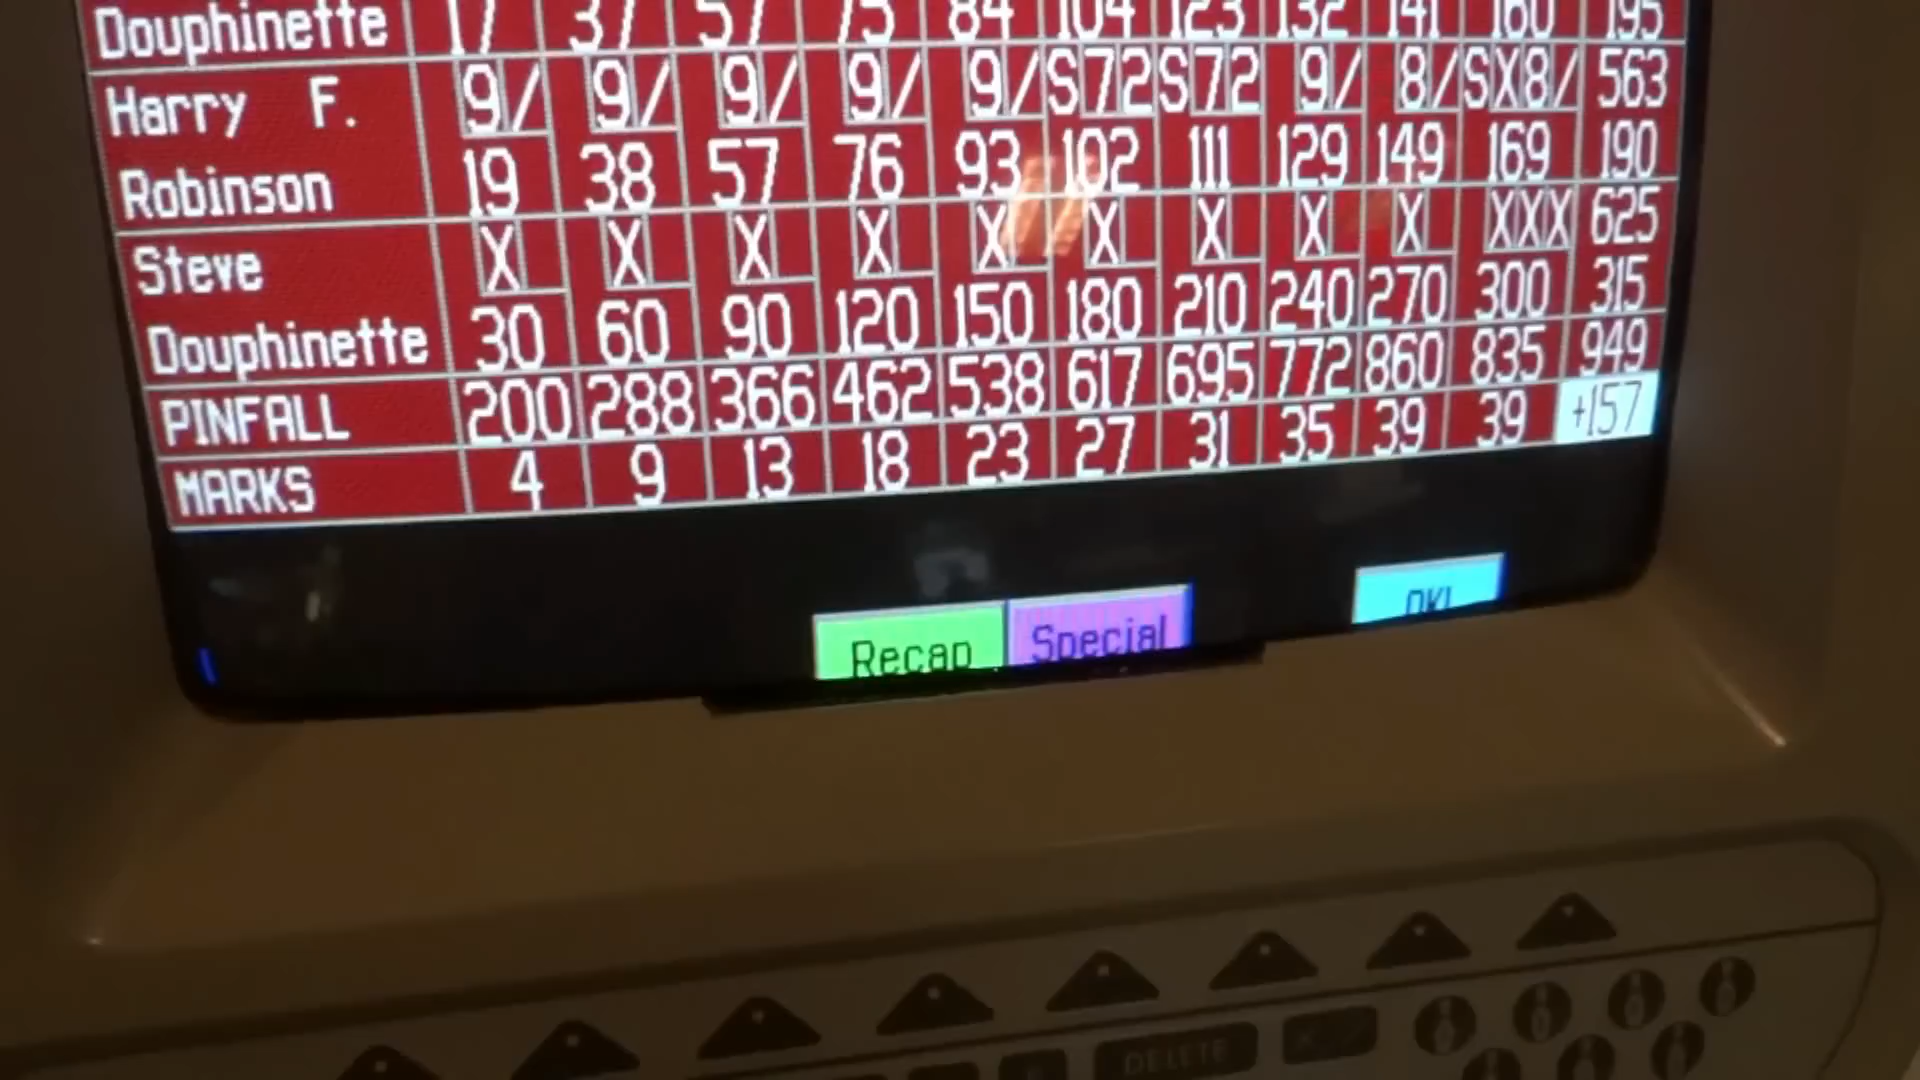 Douphinette 17 37 57 75 84 104 123 132 141 160 195
Harry F. 9/ 9/ 9/ 9/ 9/ S72 S72 9/ 8/ SX8/ 563
Robinson 19 38 57 76 93 102 111 129 149 169 190
Steve X X X X X X X X X XXX 625
Douphinette 30 60 90 120 150 180 210 240 270 300 315
PINFALL 200 288 366 462 538 617 695 772 860 835 949
MARKS 4 9 13 18 23 27 31 35 39 39 +157
Recap Special OK!
DELETE